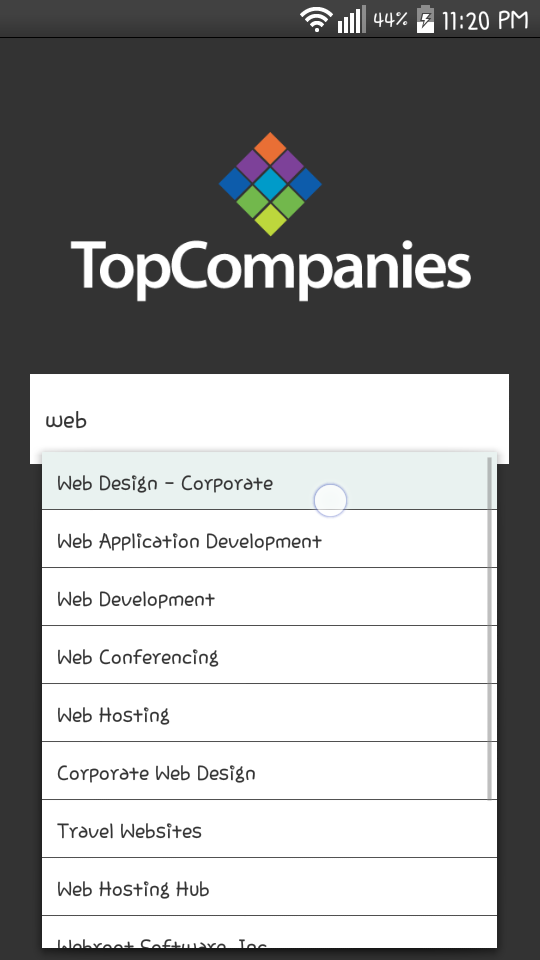 44% 11:20 PM
TopCompanies
web
Web Design - Corporate
Web Application Development
Web Development
Web Conferencing
Web Hosting
Corporate Web Design
Travel Websites
Web Hosting Hub
Webroot Software, Inc